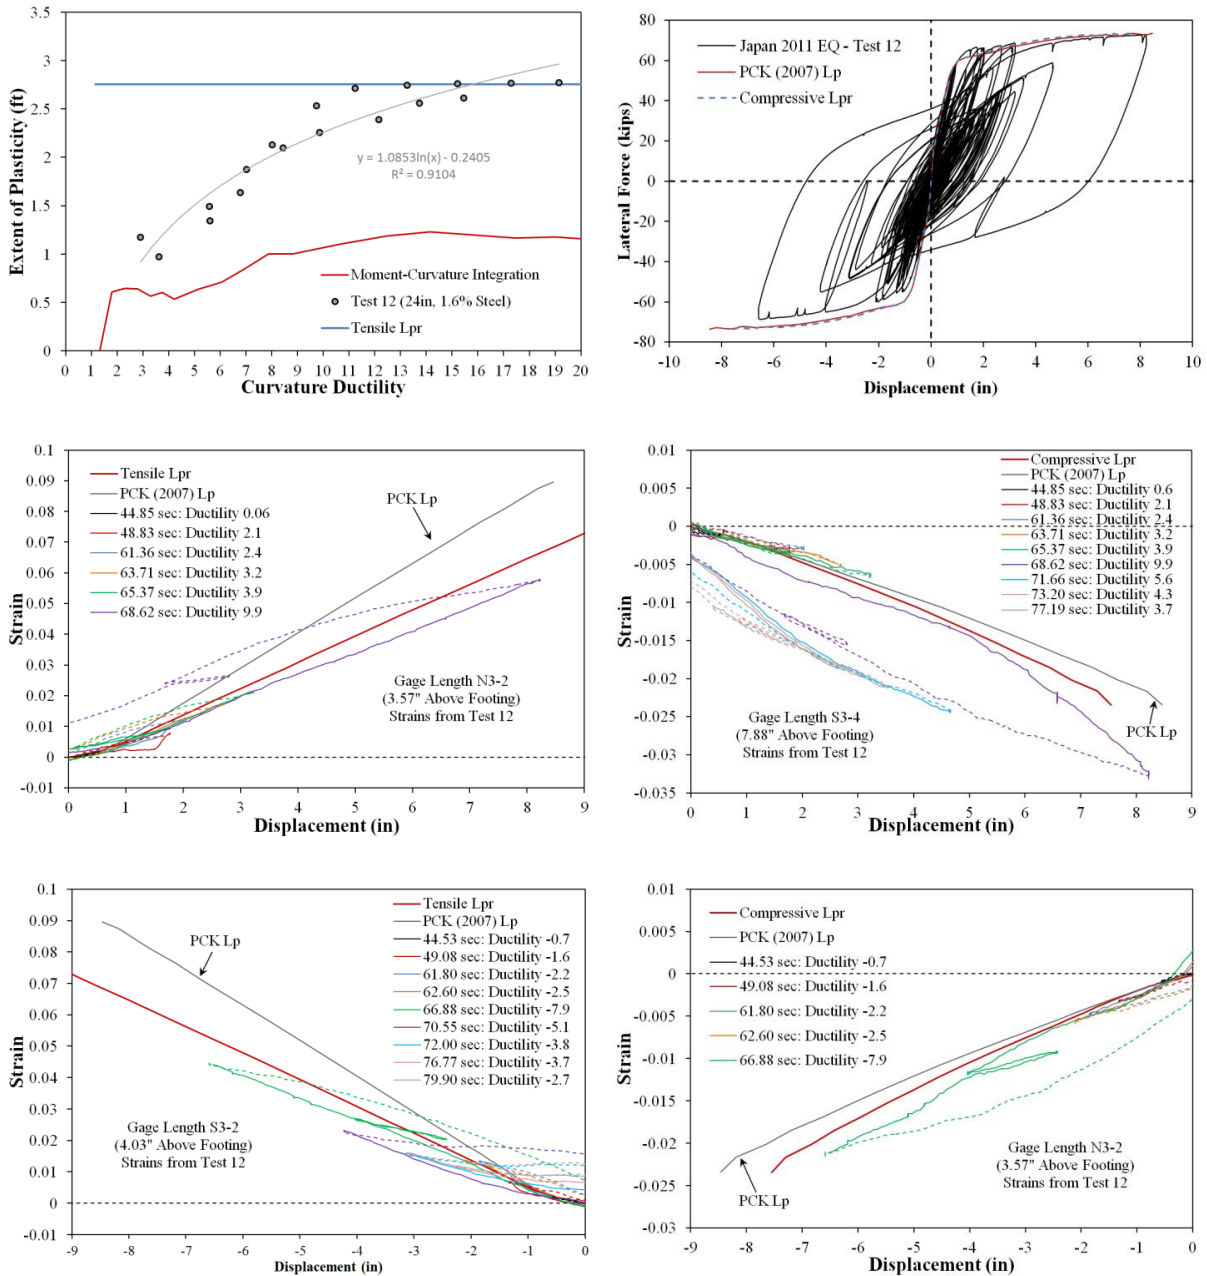 3.5
3
2.5
2
1.5
1
0.5
0
Extent of Plasticity (ft)
y = 1.0853ln(x) - 0.2405
R² = 0.9104
Moment-Curvature Integration
Test 12 (24in, 1.6% Steel)
Tensile Lpr
0 1 2 3 4 5 6 7 8 9 10 11 12 13 14 15 16 17 18 19 20
Curvature Ductility
80
60
40
20
0
-20
-40
-60
-80
Lateral Force (kips)
Japan 2011 EQ - Test 12
PCK (2007) Lp
Compressive Lpr
-10 -8 -6 -4 -2 0 2 4 6 8 10
Displacement (in)
0.1
0.09
0.08
0.07
0.06
0.05
0.04
0.03
0.02
0.01
0
-0.01
Strain
Tensile Lpr
PCK (2007) Lp
44.85 sec: Ductility 0.06
48.83 sec: Ductility 2.1
61.36 sec: Ductility 2.4
63.71 sec: Ductility 3.2
65.37 sec: Ductility 3.9
68.62 sec: Ductility 9.9
PCK Lp
Gage Length N3-2
(3.57" Above Footing)
Strains from Test 12
0 1 2 3 4 5 6 7 8 9
Displacement (in)
0.01
0.005
0
-0.005
-0.01
-0.015
-0.02
-0.025
-0.03
-0.035
Strain
Compressive Lpr
PCK (2007) Lp
44.85 sec: Ductility 0.6
48.83 sec: Ductility 2.1
61.36 sec: Ductility 2.4
63.71 sec: Ductility 3.2
65.37 sec: Ductility 3.9
68.62 sec: Ductility 9.9
71.66 sec: Ductility 5.6
73.20 sec: Ductility 4.3
77.19 sec: Ductility 3.7
Gage Length S3-4
(7.88" Above Footing)
Strains from Test 12
PCK Lp
0 1 2 3 4 5 6 7 8 9
Displacement (in)
0.1
0.09
0.08
0.07
0.06
0.05
0.04
0.03
0.02
0.01
0
-0.01
Strain
PCK Lp
Tensile Lpr
PCK (2007) Lp
44.53 sec: Ductility -0.7
49.08 sec: Ductility -1.6
61.80 sec: Ductility -2.2
62.60 sec: Ductility -2.5
66.88 sec: Ductility -7.9
70.55 sec: Ductility -5.1
72.00 sec: Ductility -3.8
76.77 sec: Ductility -3.7
79.90 sec: Ductility -2.7
Gage Length S3-2
(4.03" Above Footing)
Strains from Test 12
-9 -8 -7 -6 -5 -4 -3 -2 -1 0
Displacement (in)
0.01
0.005
0
-0.005
-0.01
-0.015
-0.02
-0.025
-0.03
Strain
Compressive Lpr
PCK (2007) Lp
44.53 sec: Ductility -0.7
49.08 sec: Ductility -1.6
61.80 sec: Ductility -2.2
62.60 sec: Ductility -2.5
66.88 sec: Ductility -7.9
Gage Length N3-2
(3.57" Above Footing)
Strains from Test 12
PCK Lp
-9 -8 -7 -6 -5 -4 -3 -2 -1 0
Displacement (in)